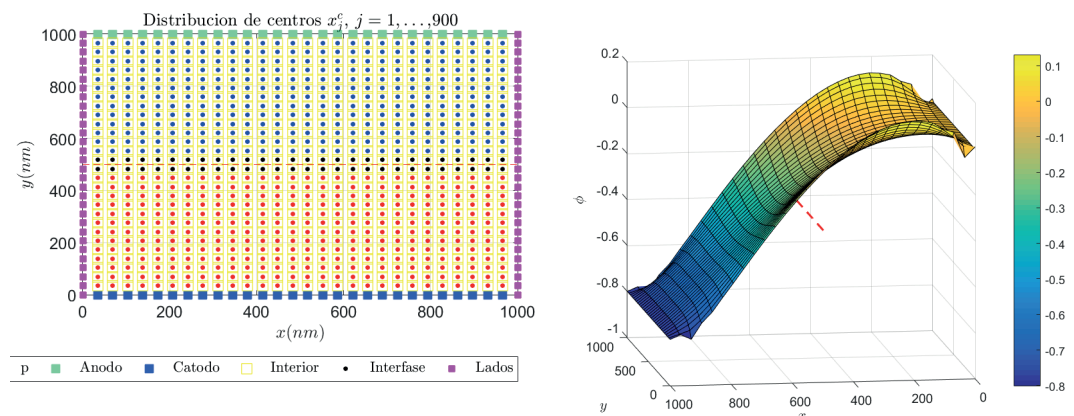 Distribucion de centros x_j^c, j = 1,...,900
1000
800
600
400
200
0
y(nm)
0 200 400 600 800 1000
x(nm)
p Anodo Catodo Interior Interfase Lados
0.2
0
-0.2
-0.4
-0.6
-0.8
-1
ϕ
1000
500
0
y
1000 800 600 400 200 0
x
0.1
0
-0.1
-0.2
-0.3
-0.4
-0.5
-0.6
-0.7
-0.8